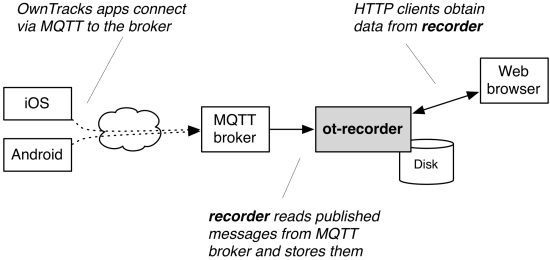 OwnTracks apps connect
via MQTT to the broker
HTTP clients obtain
data from recorder
iOS
Android
MQTT
broker
ot-recorder
Web
browser
Disk
recorder reads published
messages from MQTT
broker and stores them